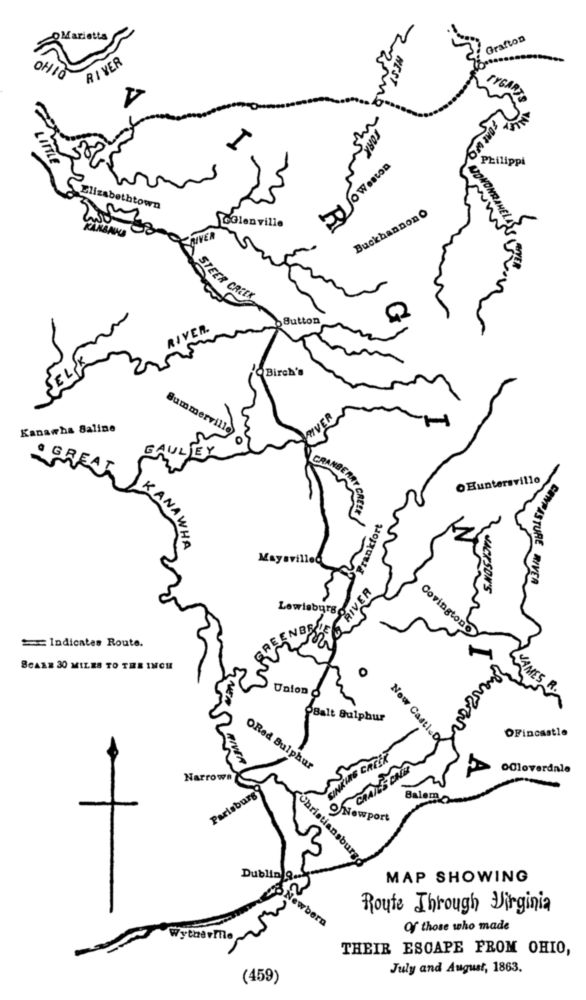 Marietta
OHIO RIVER
Grafton
V
WEST
FORK
TYGARTS
VALLEY
FORK OF
MONONGAHELA
RIVER
LITTLE
I
Philippi
Elizabethtown
Weston
KANAWHA
Glenville
R
Buckhannon
RIVER
STEER CREEK
G
Sutton
ELK RIVER.
Birch's
Summerville
I
RIVER
Kanawha Saline
GAULEY
GREAT
KANAWHA
CRANBERRY CREEK
Huntersville
COWPASTURE RIVER
N
JACKSON'S
Maysville
Frankfort
Lewisburg
Covington
GREENBRIER RIVER
Indicates Route.
SCALE 30 MILES TO THE INCH
I
JAMES R.
NEW
RIVER
Union
Salt Sulphur
New Castle
Red Sulphur
Fincastle
A
Cloverdale
Narrows
SINKING CREEK
CRAIGS CREEK
Salem
Parisburg
Christiansburg
Newport
Dublin
Newbern
Wytheville
MAP SHOWING
Route Through Virginia
Of those who made
THEIR ESCAPE FROM OHIO,
July and August, 1863.
(459)